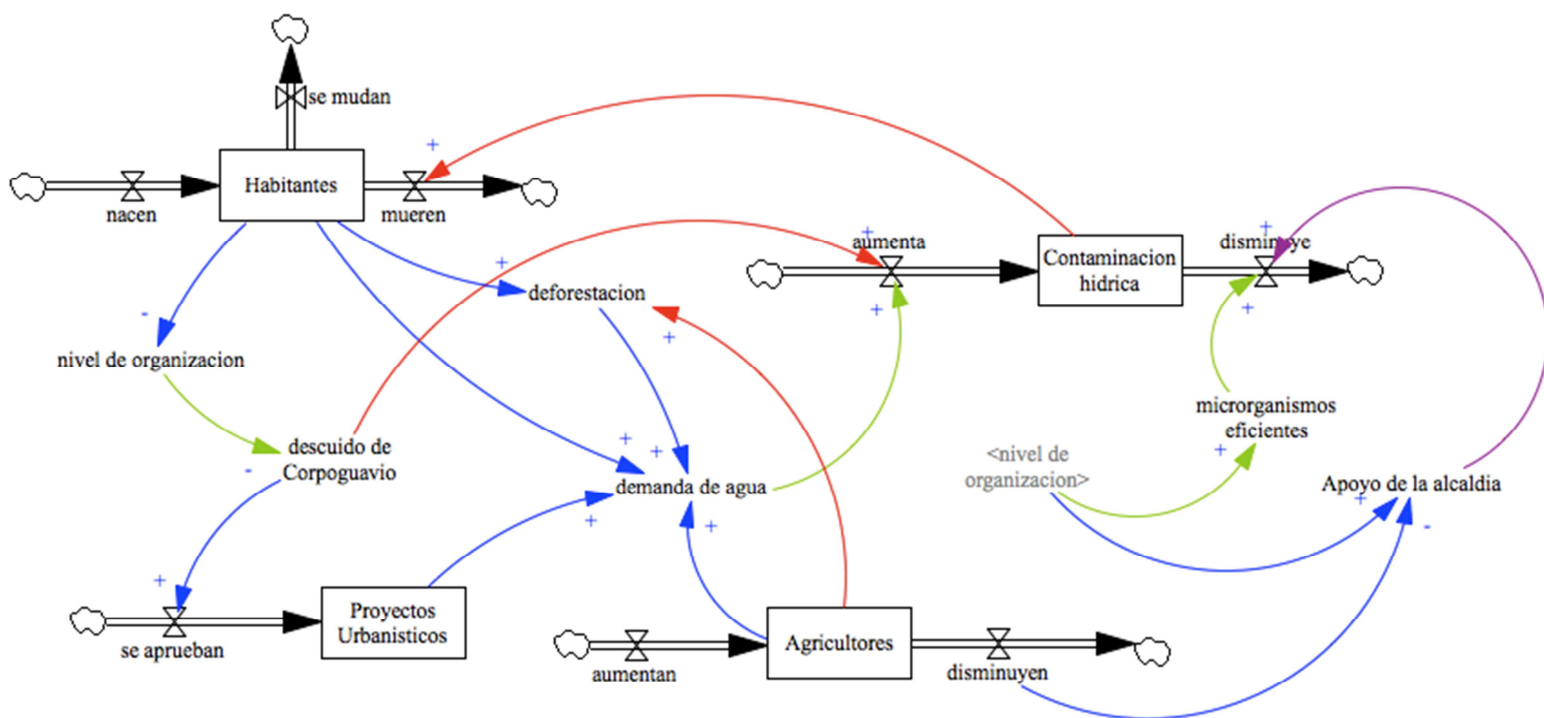 se mudan
+
Habitantes
nacen
mueren
+
aumenta
+
disminuye
Contaminacion
hidrica
+
deforestacion
-
+
+
+
nivel de organizacion
microrganismos
eficientes
descuido de
Corpoguavio
-
+
+
+
<nivel de
organizacion>
demanda de agua
Apoyo de la alcaldia
+
-
+
+
+
Proyectos
Urbanisticos
se aprueban
Agricultores
aumentan
disminuyen